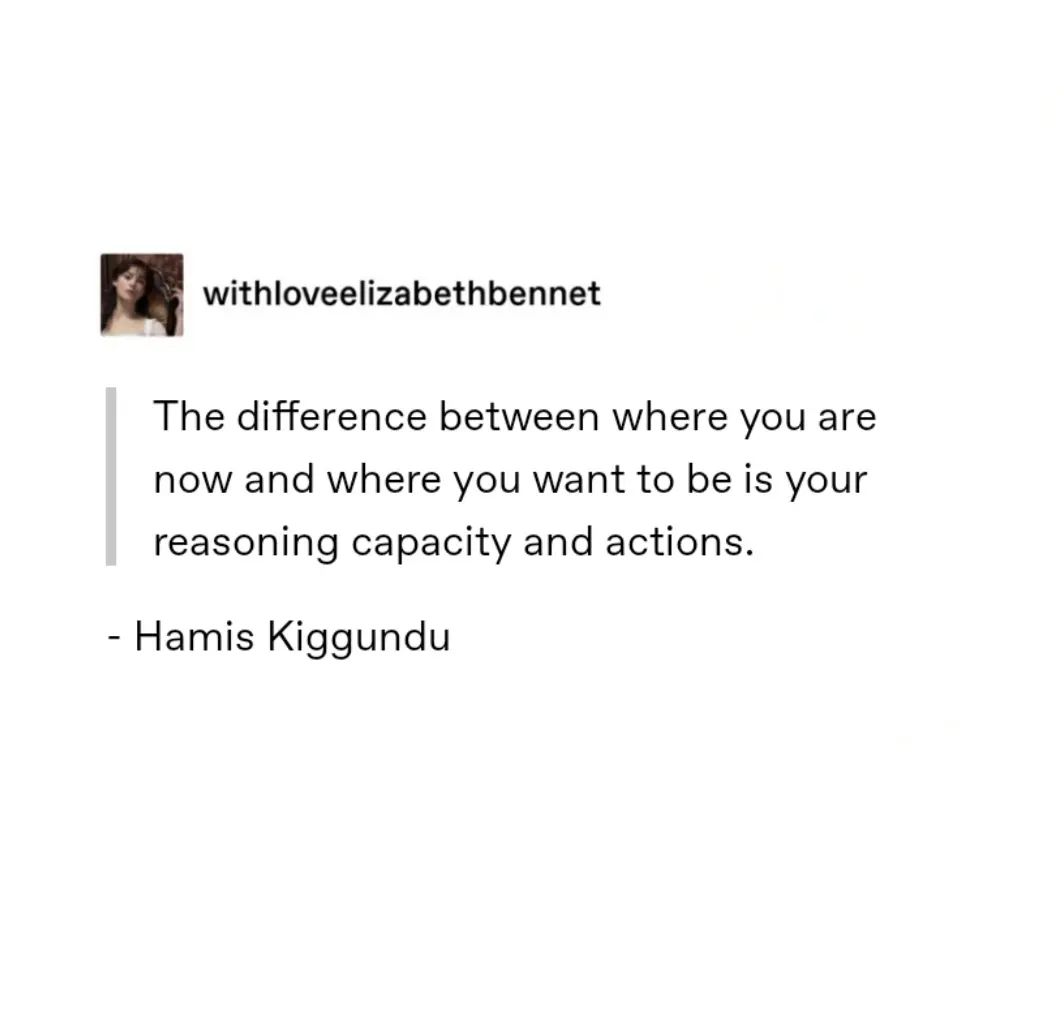 withloveelizabethbennet
The difference between where you are
now and where you want to be is your
reasoning capacity and actions.
- Hamis Kiggundu